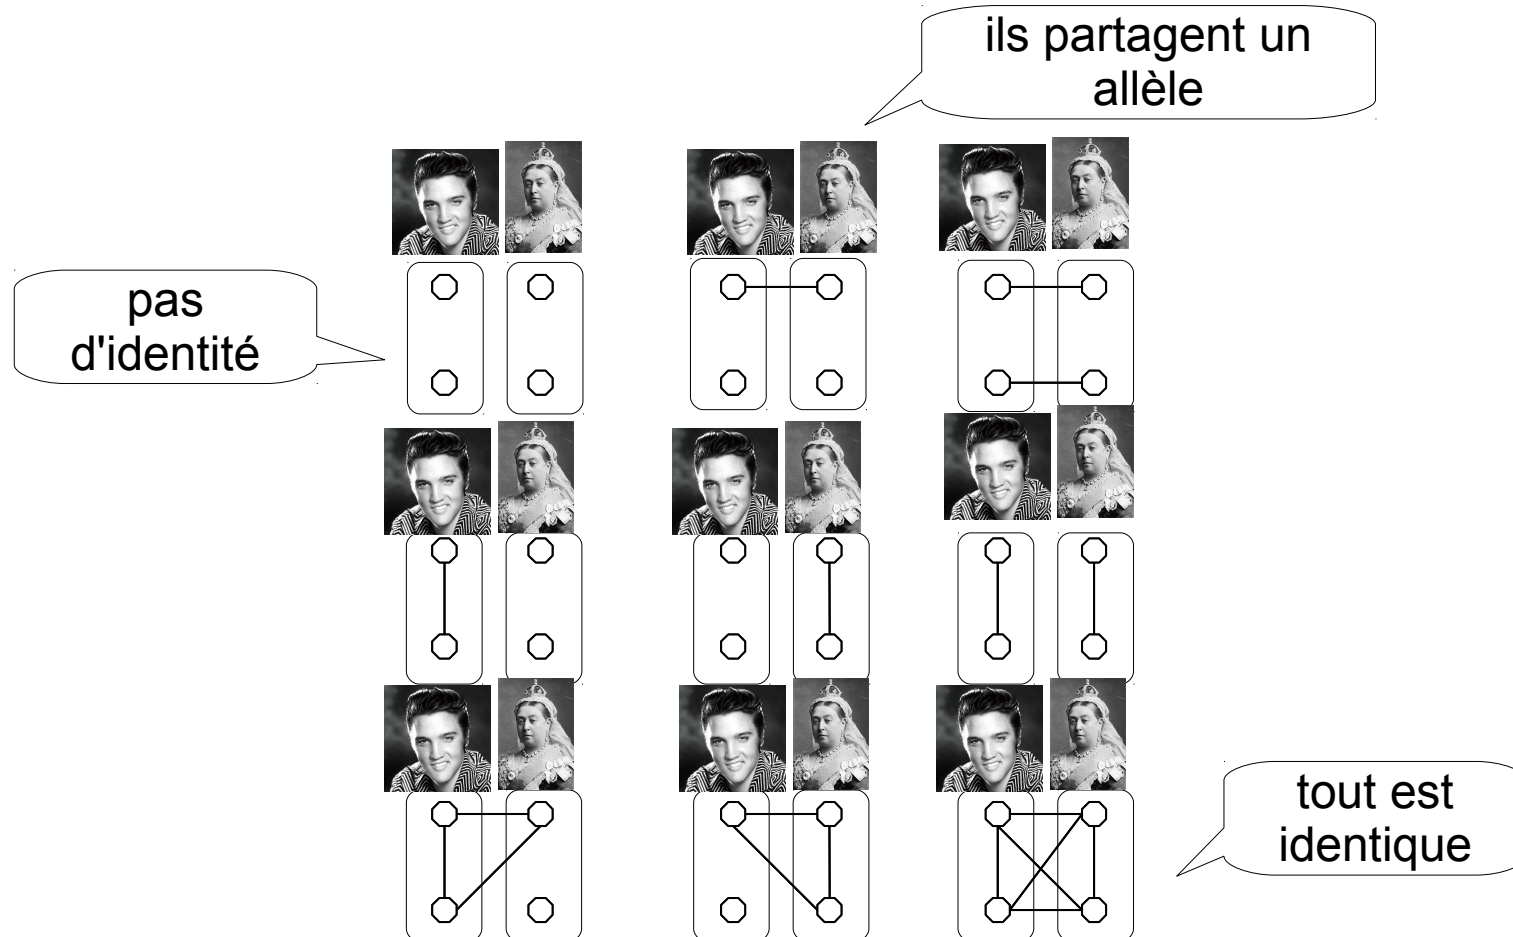 ils partagent un
allèle
pas
d'identité
tout est
identique